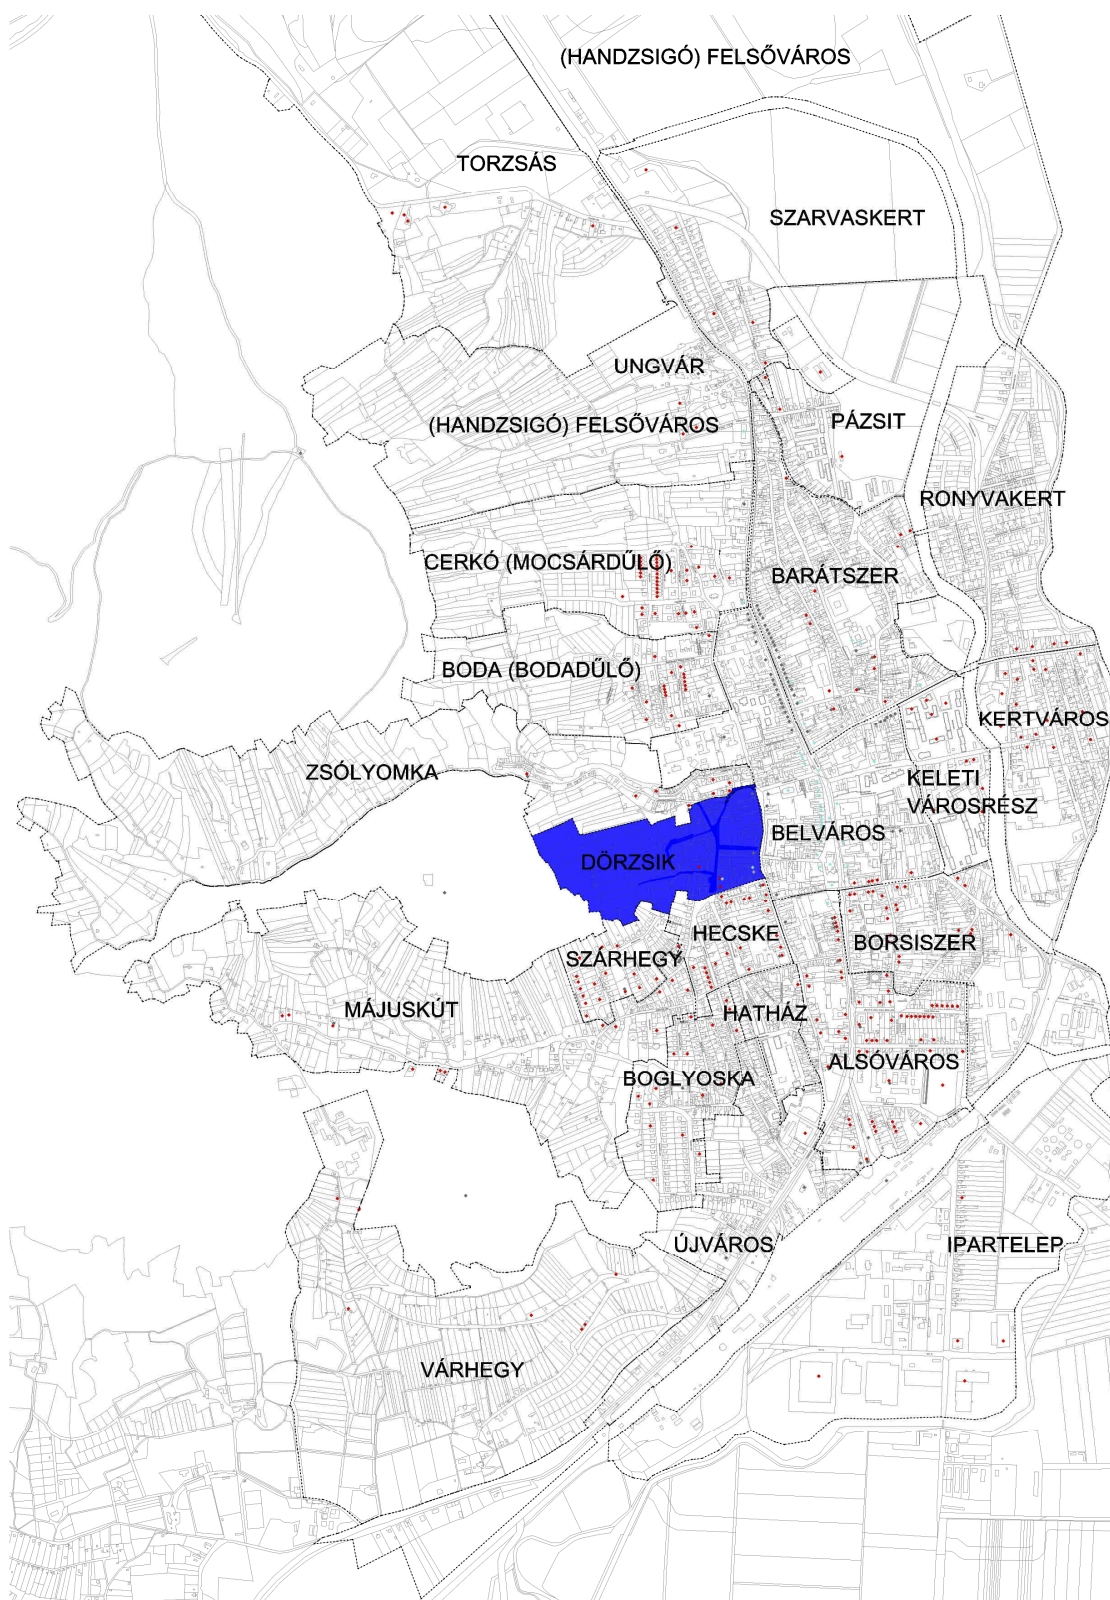 (HANDZSIGÓ) FELSŐVÁROS
TORZSÁS
SZARVASKERT
UNGVÁR
(HANDZSIGÓ) FELSŐVÁROS
PÁZSIT
RONYVAKERT
CERKÓ (MOCSÁRDŰLŐ)
BARÁTSZER
BODA (BODADŰLŐ)
KERTVÁROS
ZSÓLYOMKA
KELETI
VÁROSRÉSZ
BELVÁROS
DÖRZSIK
HECSKE
BORSISZER
SZÁRHEGY
MÁJUSKÚT
HATHÁZ
ALSÓVÁROS
BOGLYOSKA
ÚJVÁROS
IPARTELEP
VÁRHEGY